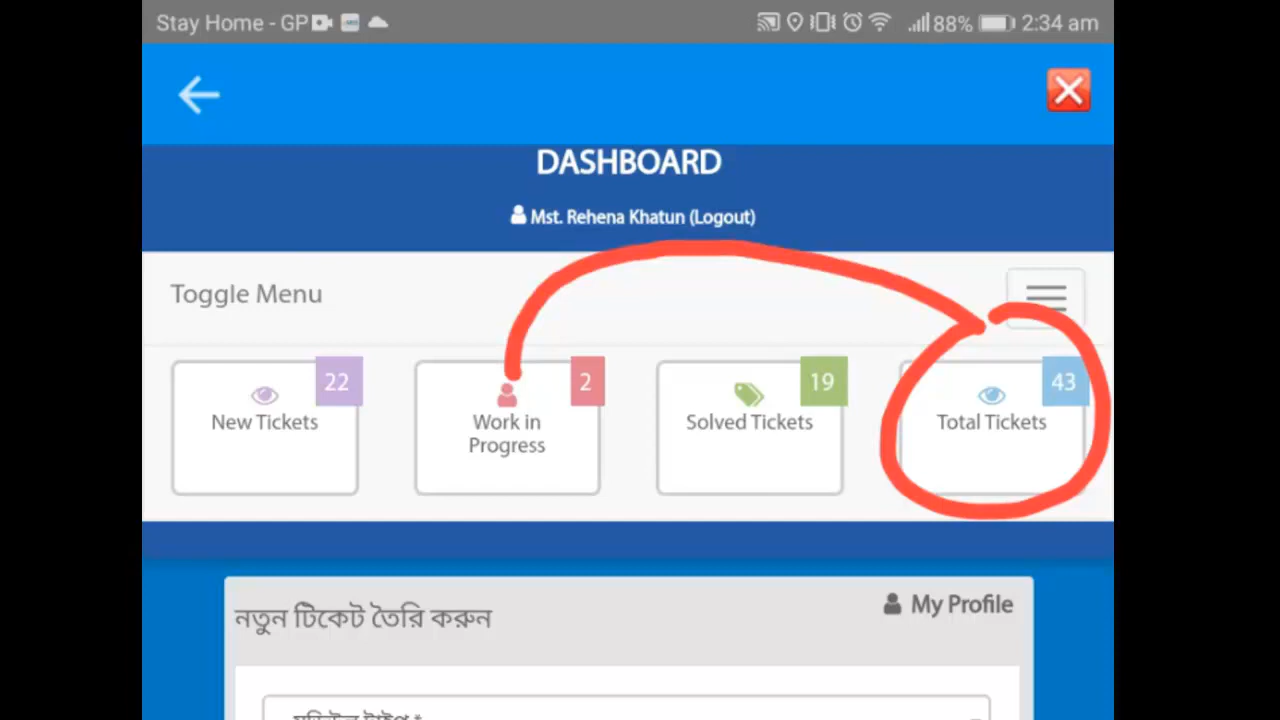 Stay Home - GP 88% 2:34 am
DASHBOARD
Mst. Rehena Khatun (Logout)
Toggle Menu
22 2 19 43
New Tickets Work in Solved Tickets Total Tickets
Progress
নতুন টিকেট তৈরি করুন My Profile